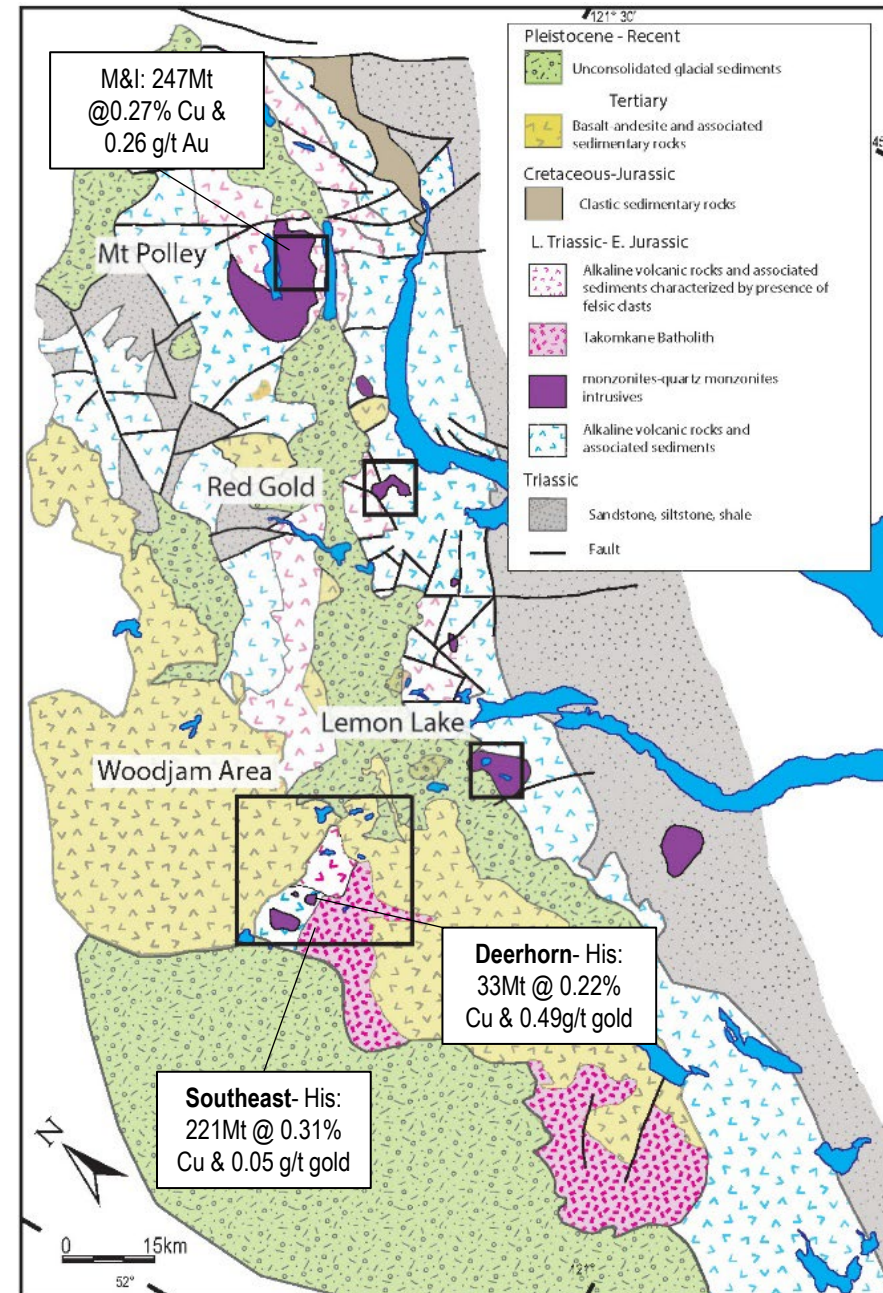 121° 30'
M&I: 247Mt
@0.27% Cu &
0.26 g/t Au
Pleistocene - Recent
Unconsolidated glacial sediments
Tertiary
Basalt-andesite and associated
sedimentary rocks
Cretaceous-Jurassic
Clastic sedimentary rocks
L. Triassic- E. Jurassic
Alkaline volcanic rocks and associated
sediments characterized by presence of
felsic clasts
Takomkane Batholith
monzonites-quartz monzonites
intrusives
Alkaline volcanic rocks and
associated sediments
Triassic
Sandstone, siltstone, shale
Fault
Mt Polley
Red Gold
Lemon Lake
Woodjam Area
Deerhorn- His:
33Mt @ 0.22%
Cu & 0.49g/t gold
Southeast- His:
221Mt @ 0.31%
Cu & 0.05 g/t gold
N
0 15km
52°
121°